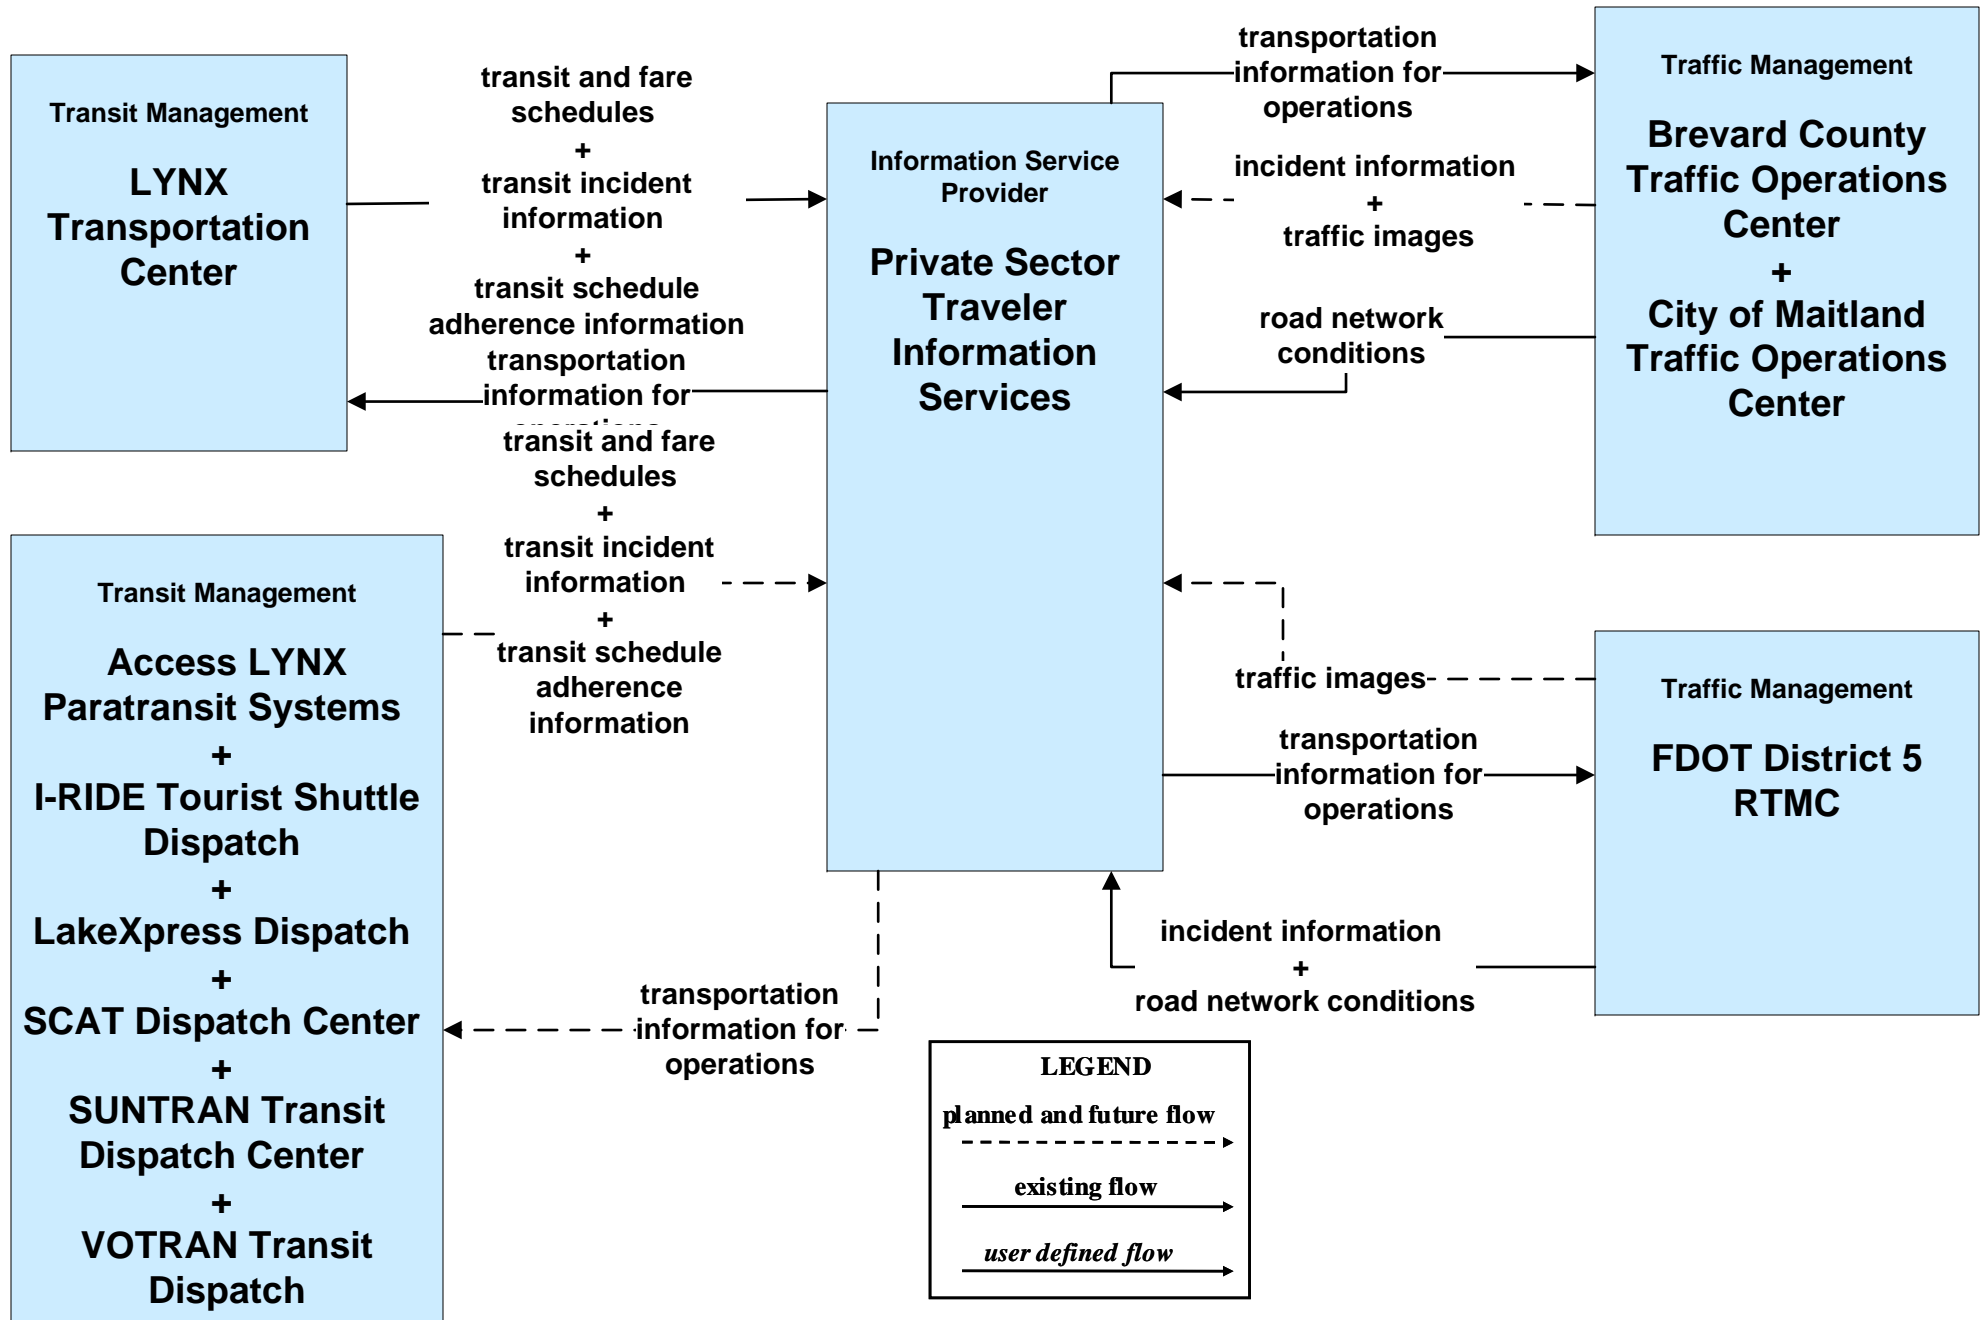 Transit Management
LYNX
Transportation
Center
transit and fare
schedules
+
transit incident
information
+
transit schedule
adherence information
transportation
information for
transit and fare
schedules
+
transit incident
information
+
transit schedule
adherence
information
Transit Management
Access LYNX
Paratransit Systems
+
I-RIDE Tourist Shuttle
Dispatch
+
LakeXpress Dispatch
+
SCAT Dispatch Center
+
SUNTRAN Transit
Dispatch Center
+
VOTRAN Transit
Dispatch
transportation
information for
operations
Information Service
Provider
Private Sector
Traveler
Information
Services
transportation
information for
operations
incident information
+
traffic images
road network
conditions
Traffic Management
Brevard County
Traffic Operations
Center
+
City of Maitland
Traffic Operations
Center
traffic images
transportation
information for
operations
incident information
+
road network conditions
Traffic Management
FDOT District 5
RTMC
LEGEND
planned and future flow
existing flow
user defined flow